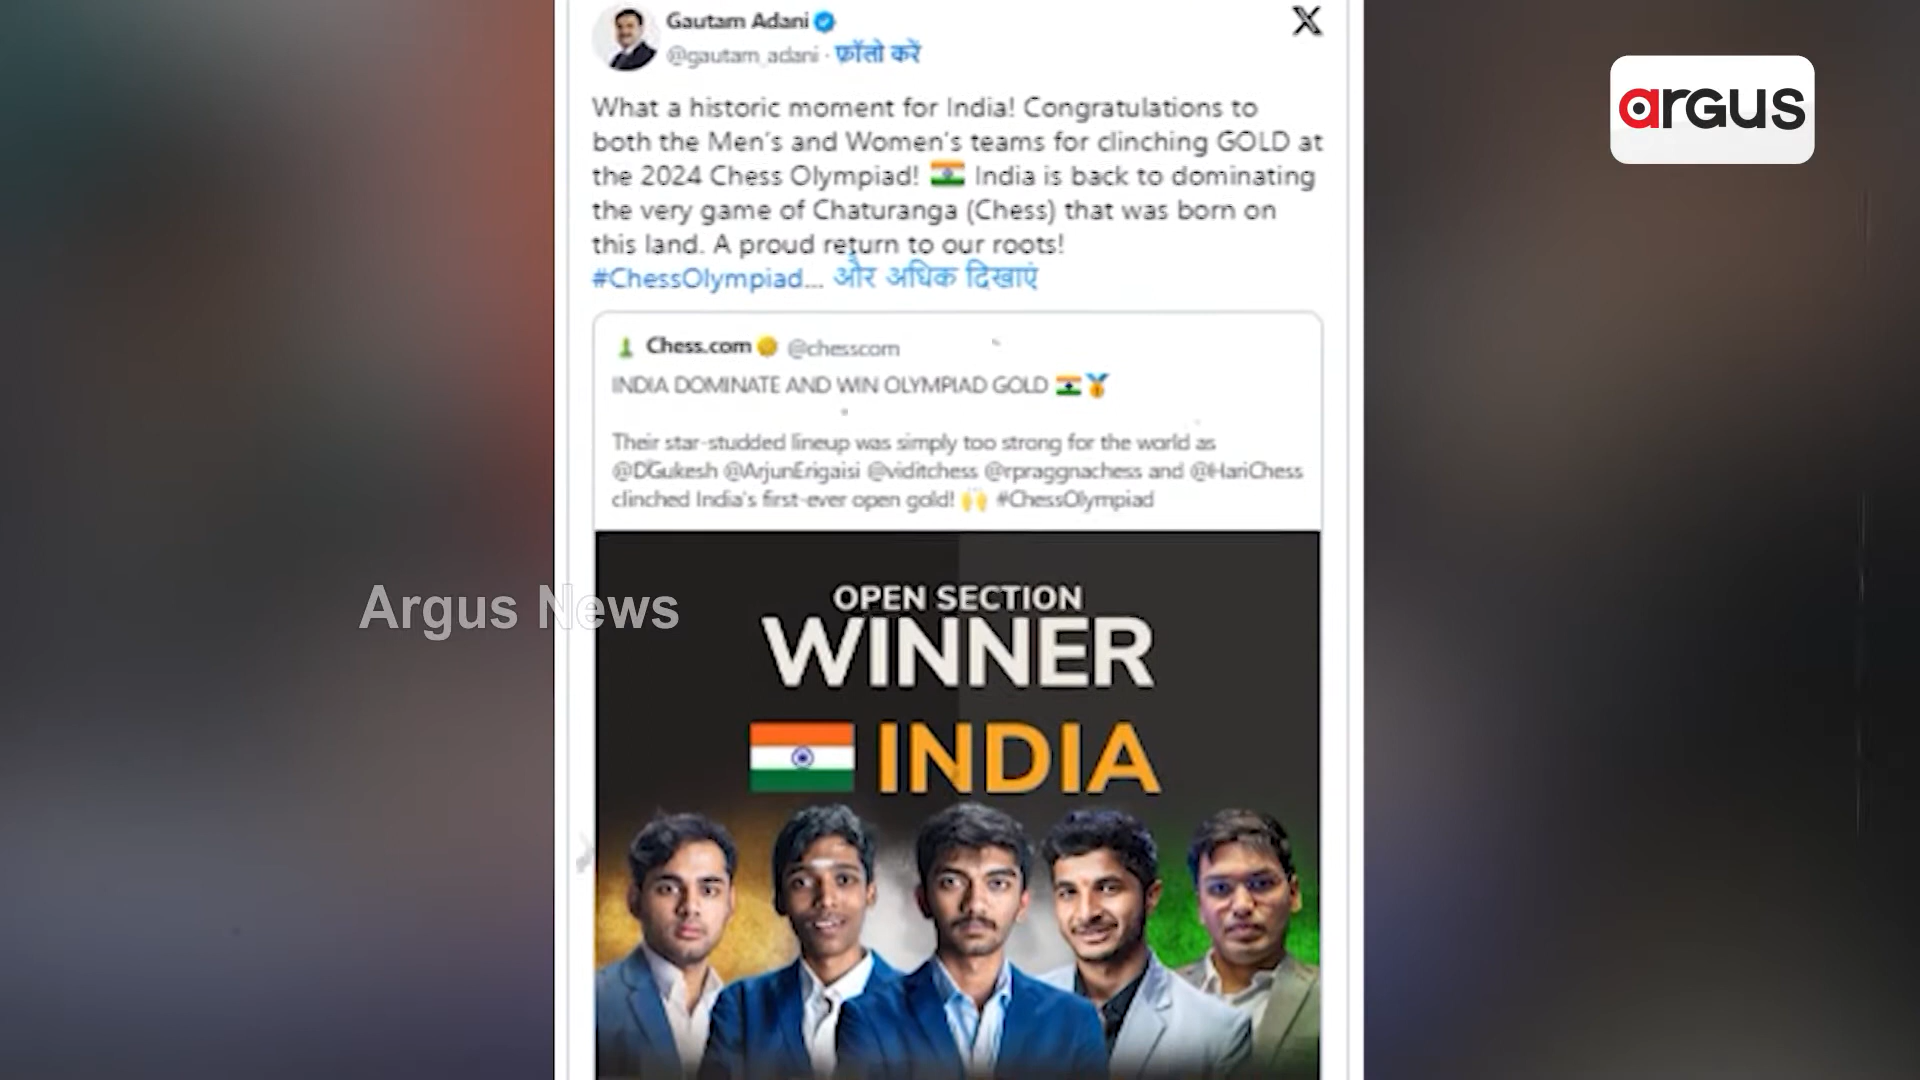 Gautam Adani
@gautam_adani · फ़ॉलो करें
X
argus
What a historic moment for India! Congratulations to
both the Men's and Women's teams for clinching GOLD at
the 2024 Chess Olympiad! 🇮🇳 India is back to dominating
the very game of Chaturanga (Chess) that was born on
this land. A proud return to our roots!
#ChessOlympiad... और अधिक दिखाएं
Chess.com @chesscom
INDIA DOMINATE AND WIN OLYMPIAD GOLD 🇮🇳🏅
Their star-studded lineup was simply too strong for the world as
@DGukesh @ArjunErigaisi @viditchess @rpraggnachess and @HariChess
clinched India's first-ever open gold! 🙌 #ChessOlympiad
OPEN SECTION
WINNER
INDIA
Argus News